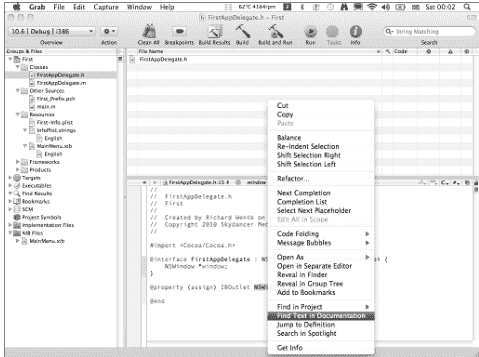 Grab File Edit Capture Window Help 62°C 4184rpm Sat 00:02
FirstAppDelegate.h - First
10.6 | Debug | i386
Overview Action Clean All Breakpoints Build Results Build Build and Run Run Tasks Info Search
String Matching
Groups & Files
File Name Code
First
FirstAppDelegate.h
Classes
FirstAppDelegate.h
FirstAppDelegate.m
Other Sources
First_Prefix.pch
main.m
Resources
First-Info.plist
InfoPlist.strings
English
MainMenu.xib
English
Frameworks
Products
Targets
Executables
Find Results
Bookmarks
SCM
Project Symbols
Implementation Files
NIB Files
MainMenu.xib
FirstAppDelegate.h:15
window
//
// FirstAppDelegate.h
// First
//
// Created by Richard Wentk on
// Copyright 2010 Skydancer Med
//
#import <Cocoa/Cocoa.h>
@interface FirstAppDelegate : NS
> {
NSWindow *window;
}
@property (assign) IBOutlet NSWi
@end
Cut
Copy
Paste
Balance
Re-Indent Selection
Shift Selection Right
Shift Selection Left
Refactor...
Next Completion
Completion List
Select Next Placeholder
Edit All in Scope
Code Folding
Message Bubbles
Open As
Open in Separate Editor
Reveal in Finder
Reveal in Group Tree
Add to Bookmarks
Find in Project
Find Text in Documentation
Jump to Definition
Search in Spotlight
Get Info